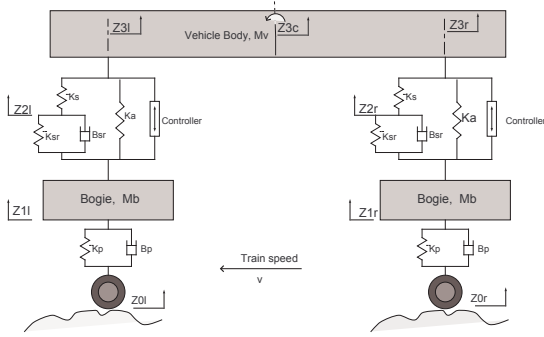 Z3l
Vehicle Body, Mv
Z3c
Z3r
Ks
Z2l
Ka
Controller
Ksr
Bsr
Ks
Z2r
Ka
Controller
Ksr
Bsr
Bogie, Mb
Z1l
Bogie, Mb
Z1r
Kp
Bp
Train speed
v
Kp
Bp
Z0l
Z0r